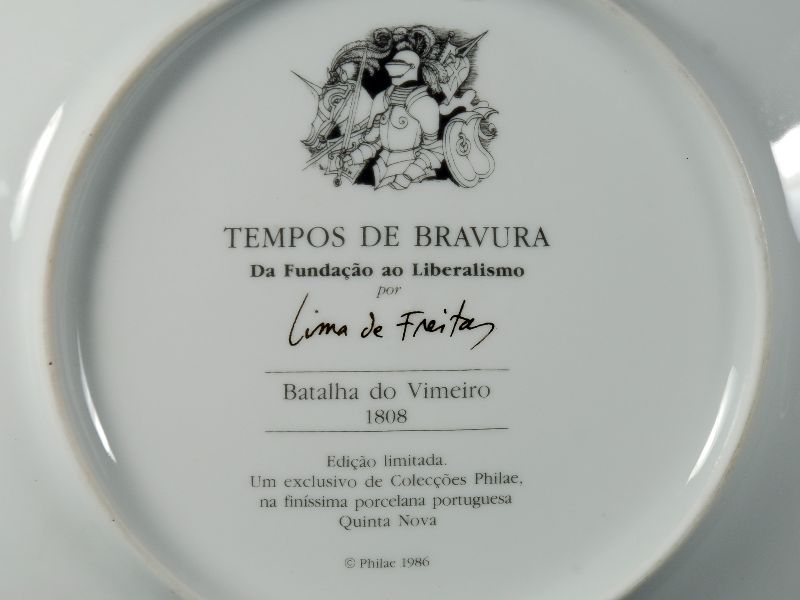 TEMPOS DE BRAVURA
Da Fundação ao Liberalismo
por
Lima de Freitas
Batalha do Vimeiro
1808
Edição limitada.
Um exclusivo de Colecções Philae,
na finíssima porcelana portuguesa
Quinta Nova
© Philae 1986